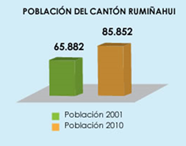 POBLACIÓN DEL CANTÓN RUMIÑAHUI
85.852
65.882
Población 2001
Población 2010